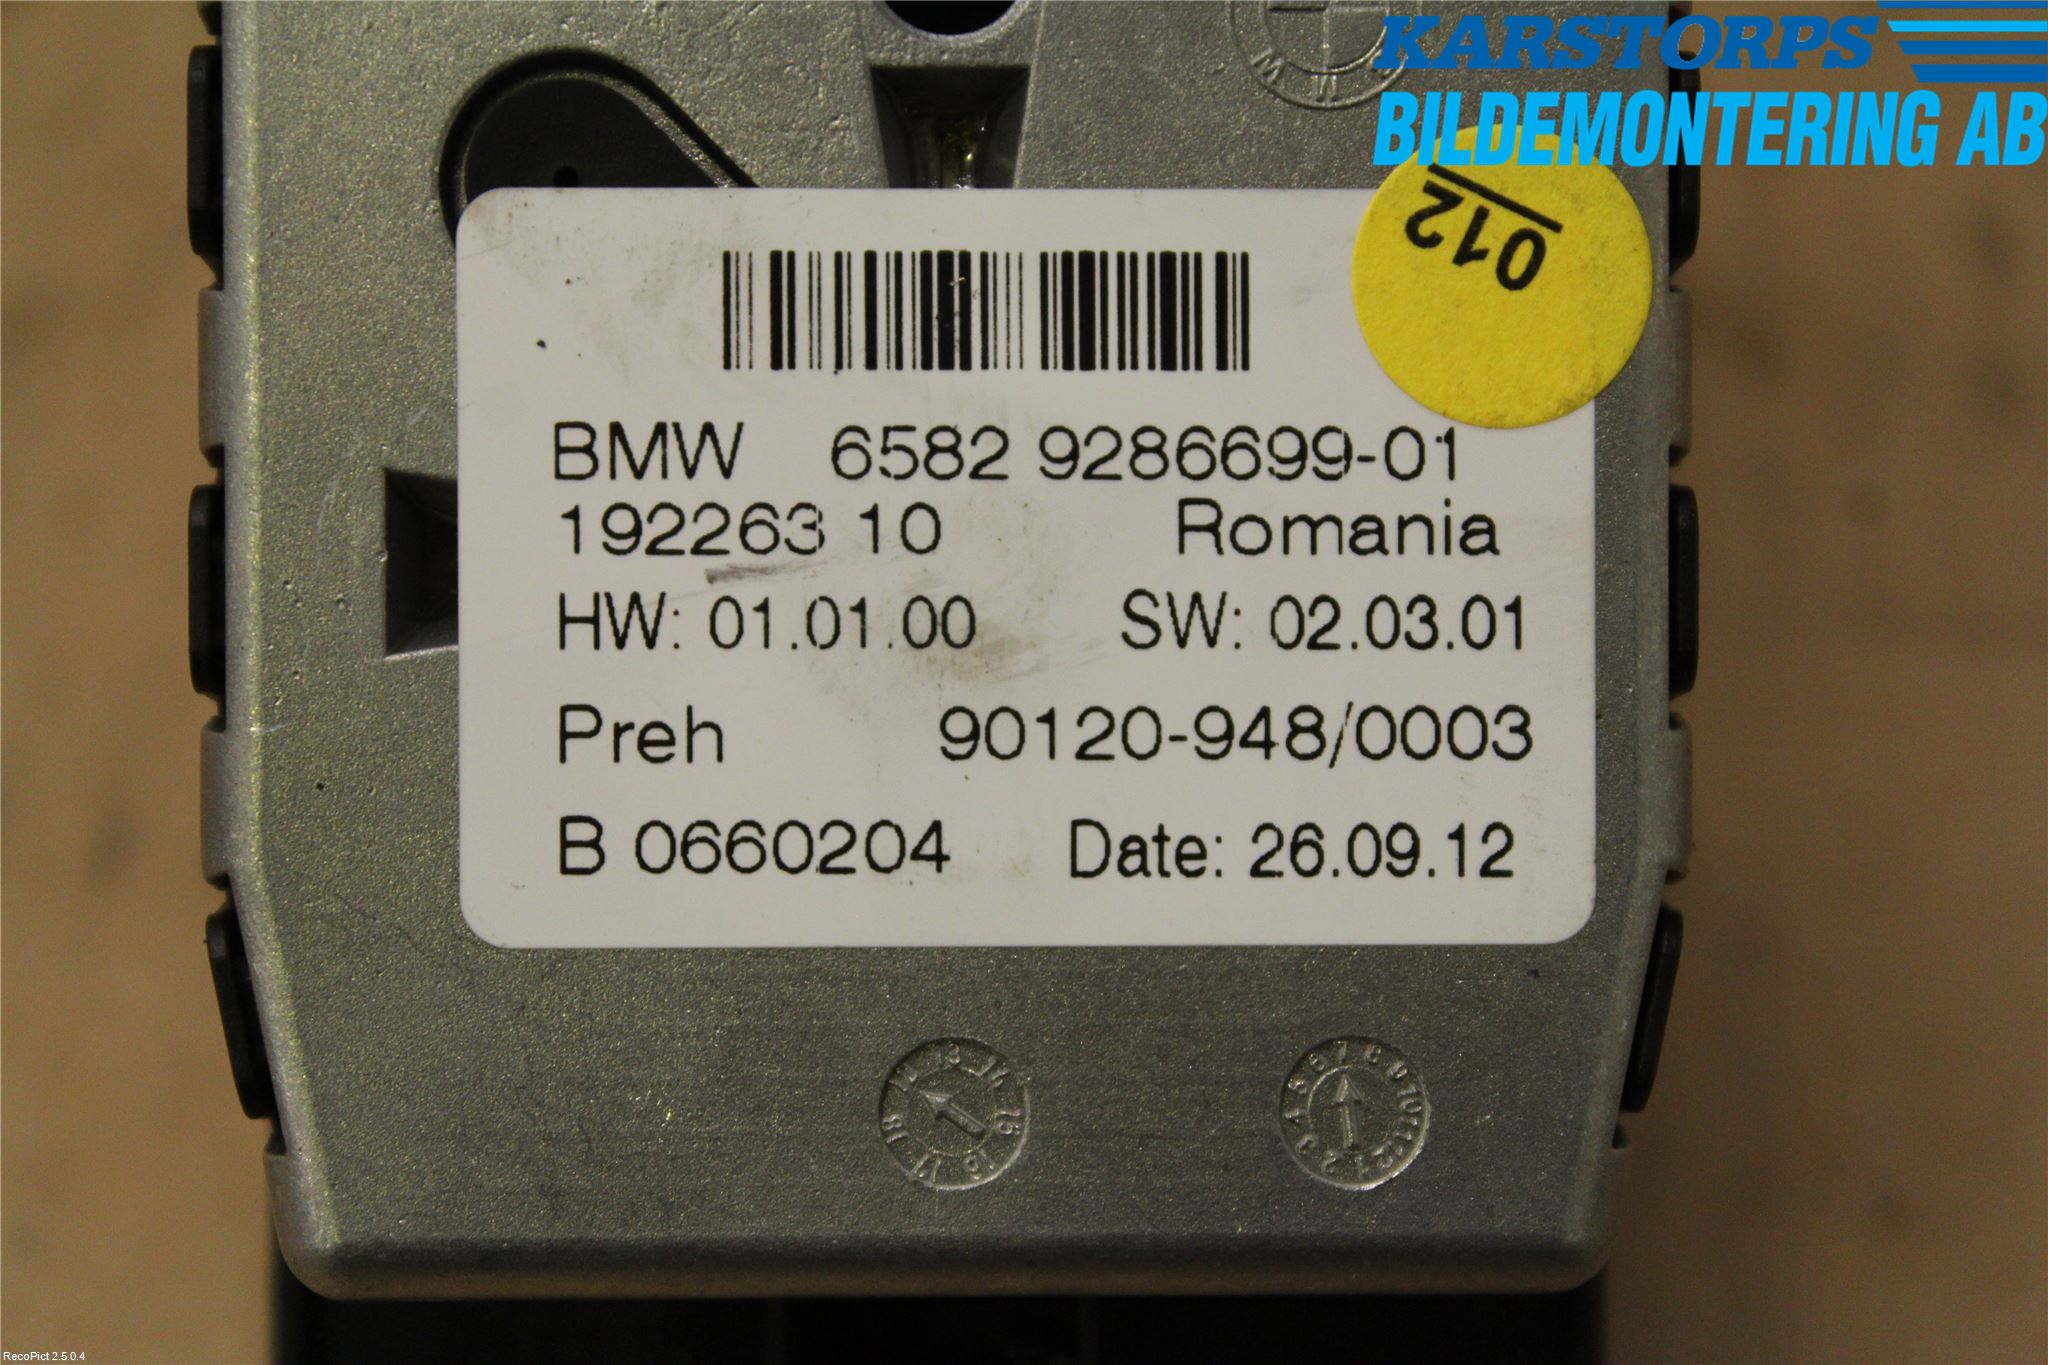 KARSTORPS
BILDEMONTERING AB
012
BMW 6582 9286699-01
192263 10 Romania
HW: 01.01.00 SW: 02.03.01
Preh 90120-948/0003
B 0660204 Date: 26.09.12
RecoPict 2.5.0.4